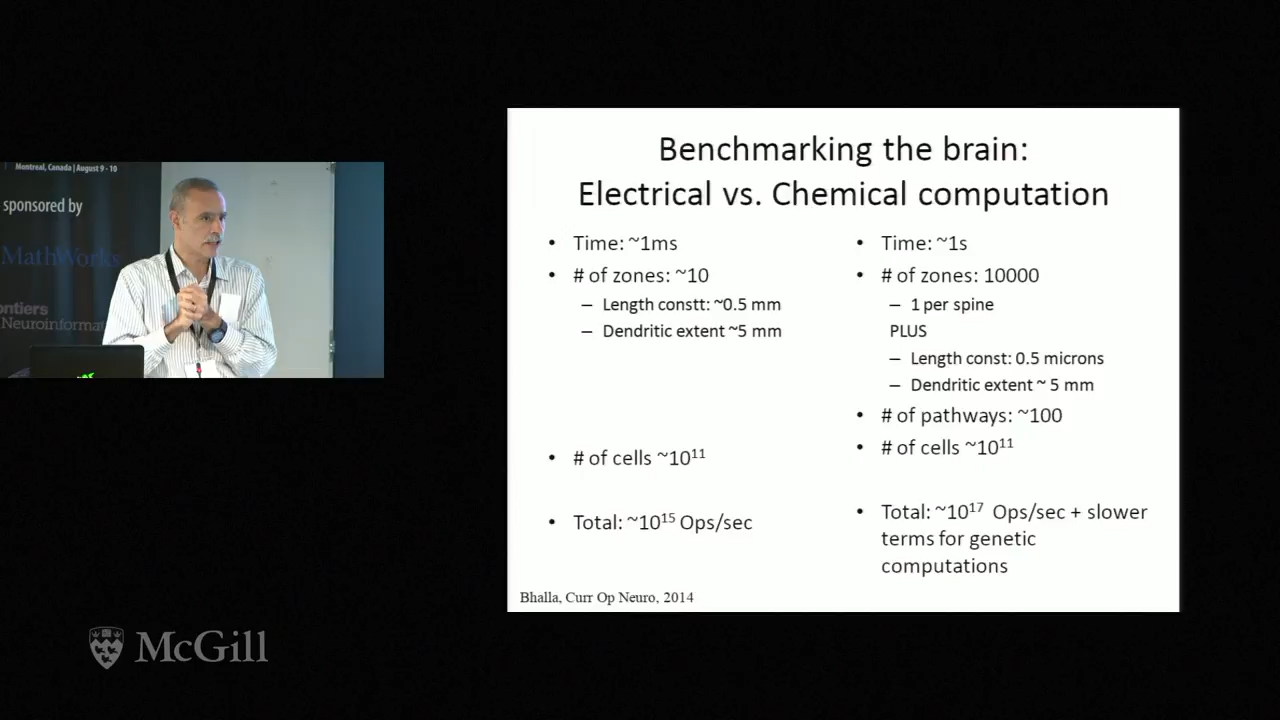 Montreal, Canada | August 9 - 10
sponsored by
MathWorks
ontiers
Neuroinformat
McGill
Benchmarking the brain:
Electrical vs. Chemical computation
• Time: ~1ms
• # of zones: ~10
– Length constt: ~0.5 mm
– Dendritic extent ~5 mm
• # of cells ~10¹¹
• Total: ~10¹⁵ Ops/sec
• Time: ~1s
• # of zones: 10000
– 1 per spine
PLUS
– Length const: 0.5 microns
– Dendritic extent ~ 5 mm
• # of pathways: ~100
• # of cells ~10¹¹
• Total: ~10¹⁷ Ops/sec + slower
terms for genetic
computations
Bhalla, Curr Op Neuro, 2014